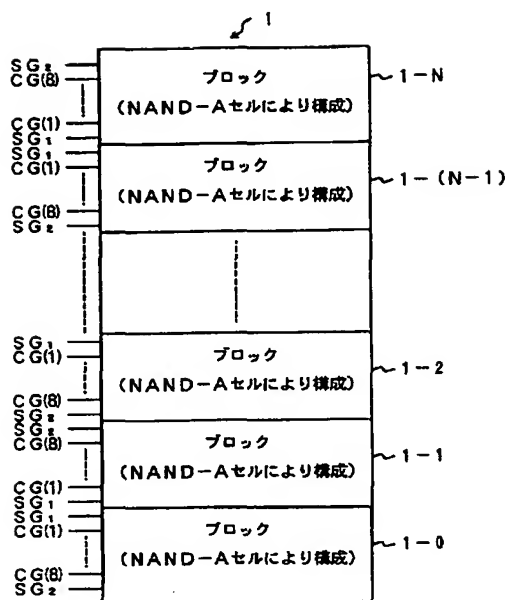 1
SG2
CG(8)
CG(1)
SG1
ブロック
(NAND-Aセルにより構成)
1-N
SG1
CG(1)
CG(8)
SG2
ブロック
(NAND-Aセルにより構成)
1-(N-1)
SG1
CG(1)
CG(8)
SG2
ブロック
(NAND-Aセルにより構成)
1-2
SG2
CG(8)
CG(1)
SG1
ブロック
(NAND-Aセルにより構成)
1-1
SG1
CG(1)
CG(8)
SG2
ブロック
(NAND-Aセルにより構成)
1-0